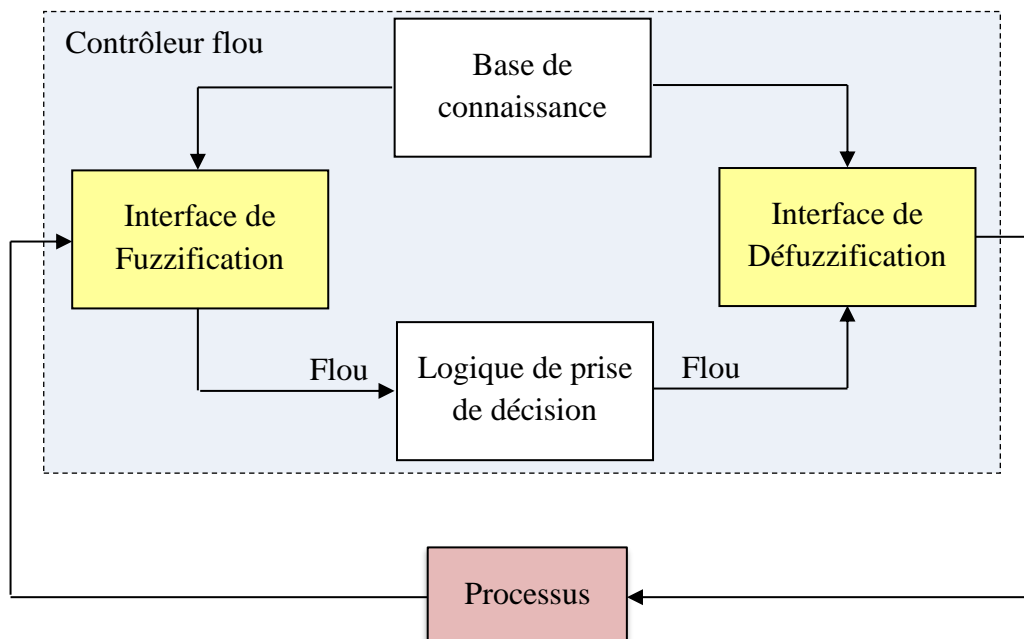 Contrôleur flou
Base de
connaissance
Interface de
Fuzzification
Interface de
Défuzzification
Flou
Logique de prise
de décision
Flou
Processus